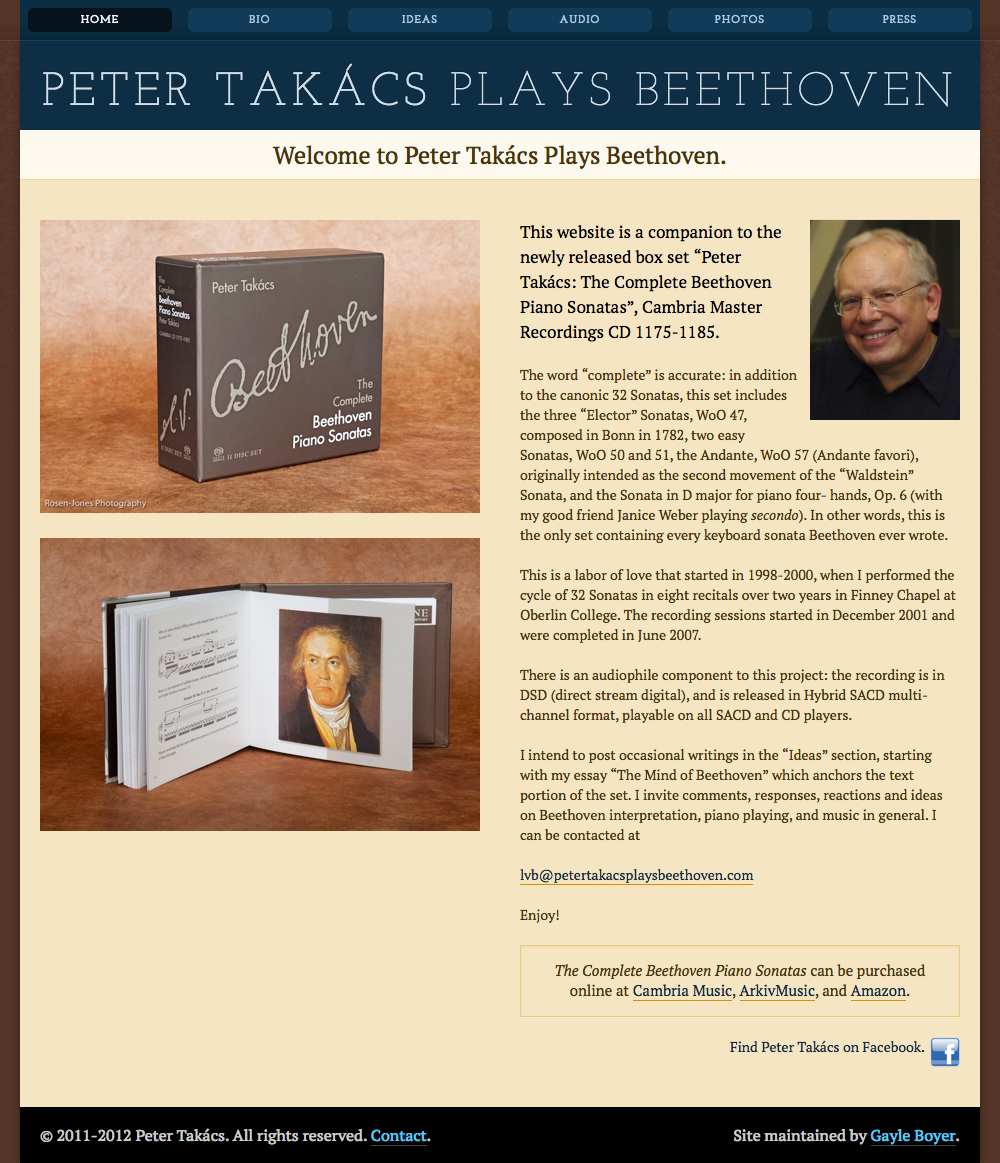 HOME
BIO
IDEAS
AUDIO
PHOTOS
PRESS
PETER TAKÁCS PLAYS BEETHOVEN
Welcome to Peter Takács Plays Beethoven.
The
Complete
Beethoven
Piano Sonatas
Peter Takács
Peter Takács
Beethoven
The
Complete
Beethoven
Piano Sonatas
11 DISC SET
11 DISC SET
Rosen-Jones Photography
This website is a companion to the
newly released box set “Peter
Takács: The Complete Beethoven
Piano Sonatas”, Cambria Master
Recordings CD 1175-1185.
The word “complete” is accurate: in addition
to the canonic 32 Sonatas, this set includes
the three “Elector” Sonatas, WoO 47,
composed in Bonn in 1782, two easy
Sonatas, WoO 50 and 51, the Andante, WoO 57 (Andante favori),
originally intended as the second movement of the “Waldstein”
Sonata, and the Sonata in D major for piano four- hands, Op. 6 (with
my good friend Janice Weber playing secondo). In other words, this is
the only set containing every keyboard sonata Beethoven ever wrote.
This is a labor of love that started in 1998-2000, when I performed the
cycle of 32 Sonatas in eight recitals over two years in Finney Chapel at
Oberlin College. The recording sessions started in December 2001 and
were completed in June 2007.
There is an audiophile component to this project: the recording is in
DSD (direct stream digital), and is released in Hybrid SACD multi-
channel format, playable on all SACD and CD players.
I intend to post occasional writings in the “Ideas” section, starting
with my essay “The Mind of Beethoven” which anchors the text
portion of the set. I invite comments, responses, reactions and ideas
on Beethoven interpretation, piano playing, and music in general. I
can be contacted at
lvb@petertakacsplaysbeethoven.com
Enjoy!
The Complete Beethoven Piano Sonatas can be purchased
online at Cambria Music, ArkivMusic, and Amazon.
Find Peter Takács on Facebook.
© 2011-2012 Peter Takács. All rights reserved. Contact.
Site maintained by Gayle Boyer.